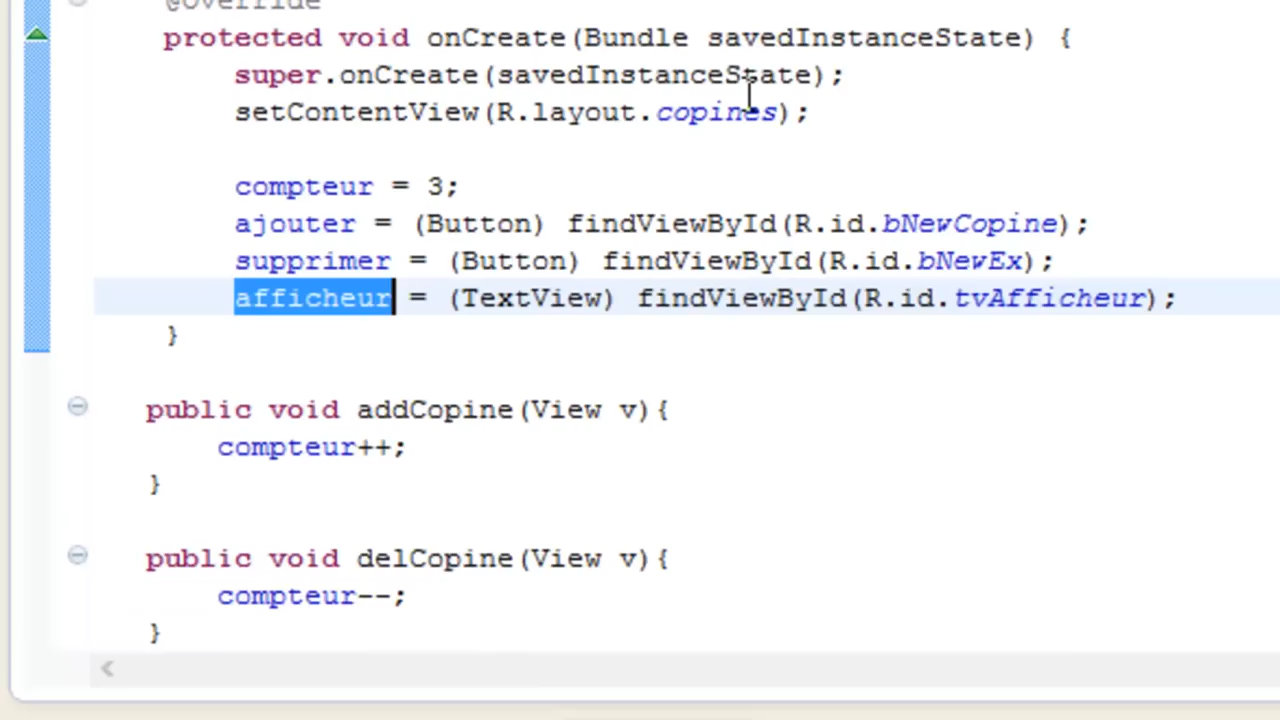 @Override
protected void onCreate(Bundle savedInstanceState) {
super.onCreate(savedInstanceState);
setContentView(R.layout.copines);
compteur = 3;
ajouter = (Button) findViewById(R.id.bNewCopine);
supprimer = (Button) findViewById(R.id.bNewEx);
afficheur = (TextView) findViewById(R.id.tvAfficheur);
}
public void addCopine(View v){
compteur++;
}
public void delCopine(View v){
compteur--;
}